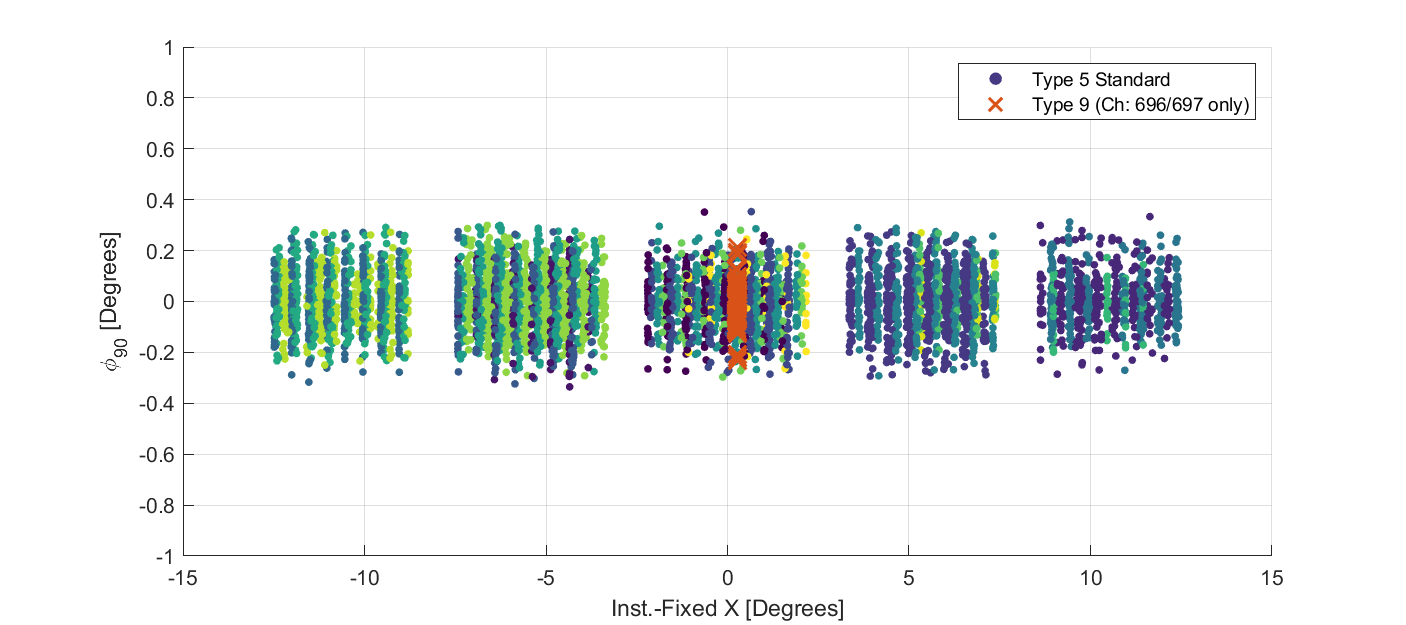 1
0.8
0.6
0.4
0.2
0
-0.2
-0.4
-0.6
-0.8
-1
ϕ90 [Degrees]
Type 5 Standard
Type 9 (Ch: 696/697 only)
-15 -10 -5 0 5 10 15
Inst.-Fixed X [Degrees]